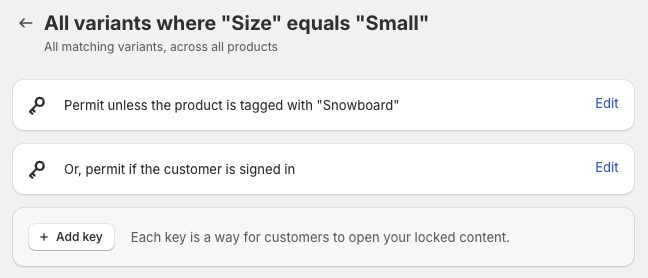 All variants where "Size" equals "Small"
All matching variants, across all products
Permit unless the product is tagged with "Snowboard"
Edit
Or, permit if the customer is signed in
Edit
+ Add key
Each key is a way for customers to open your locked content.